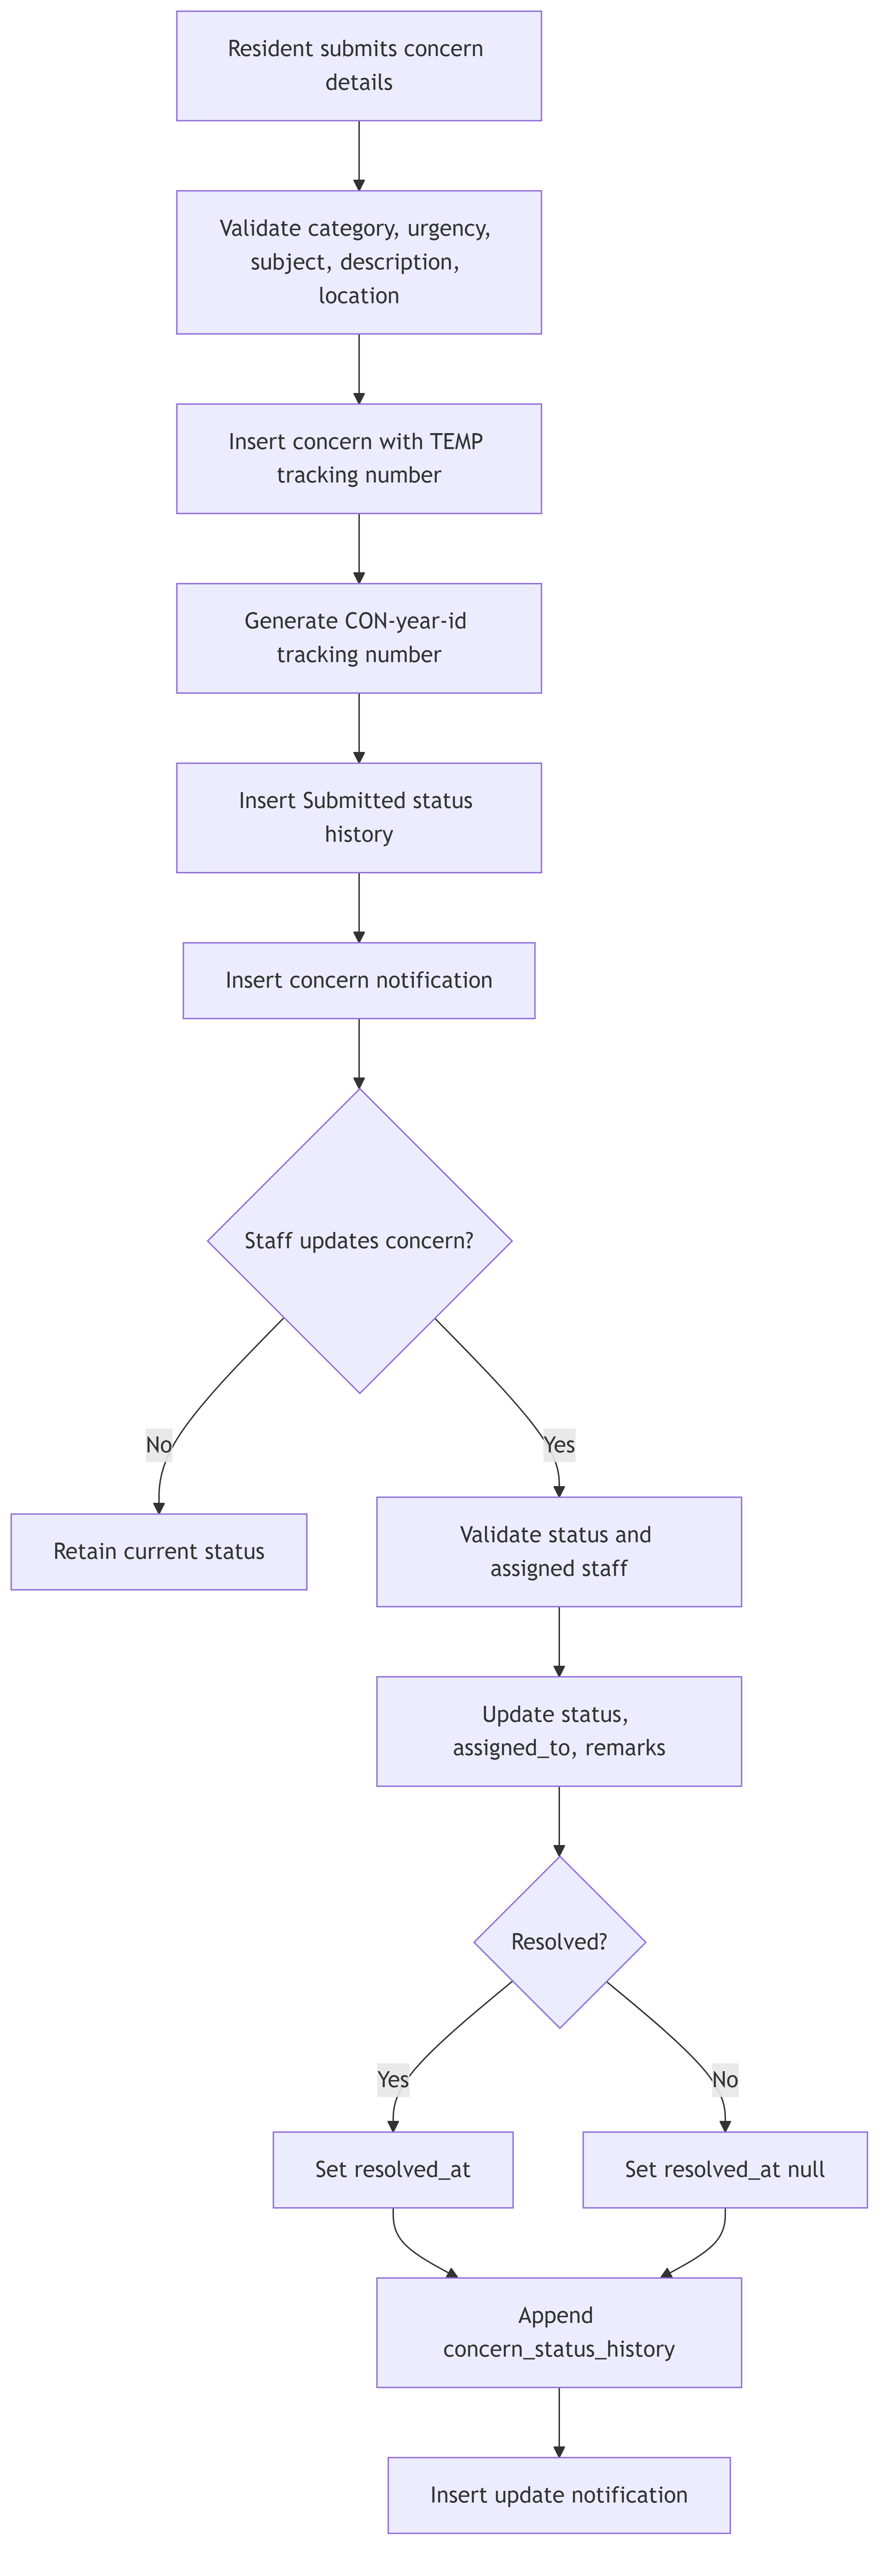 Resident submits concern
details
Validate category, urgency,
subject, description,
location
Insert concern with TEMP
tracking number
Generate CON-year-id
tracking number
Insert Submitted status
history
Insert concern notification
Staff updates concern?
No
Yes
Retain current status
Validate status and
assigned staff
Update status,
assigned_to, remarks
Resolved?
Yes
No
Set resolved_at
Set resolved_at null
Append
concern_status_history
Insert update notification